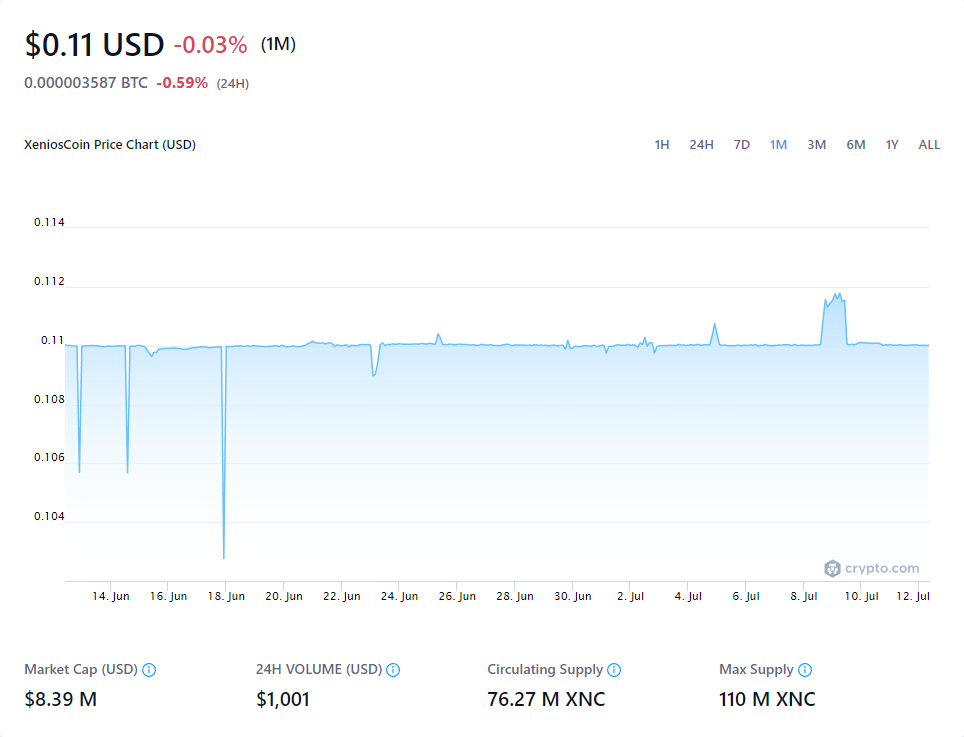 $0.11 USD -0.03% (1M)
0.000003587 BTC -0.59% (24H)
XeniosCoin Price Chart (USD) 1H 24H 7D 1M 3M 6M 1Y ALL
0.114
0.112
0.11
0.108
0.106
0.104
crypto.com
14. Jun 16. Jun 18. Jun 20. Jun 22. Jun 24. Jun 26. Jun 28. Jun 30. Jun 2. Jul 4. Jul 6. Jul 8. Jul 10. Jul 12. Jul
Market Cap (USD) 24H VOLUME (USD) Circulating Supply Max Supply
$8.39 M $1,001 76.27 M XNC 110 M XNC